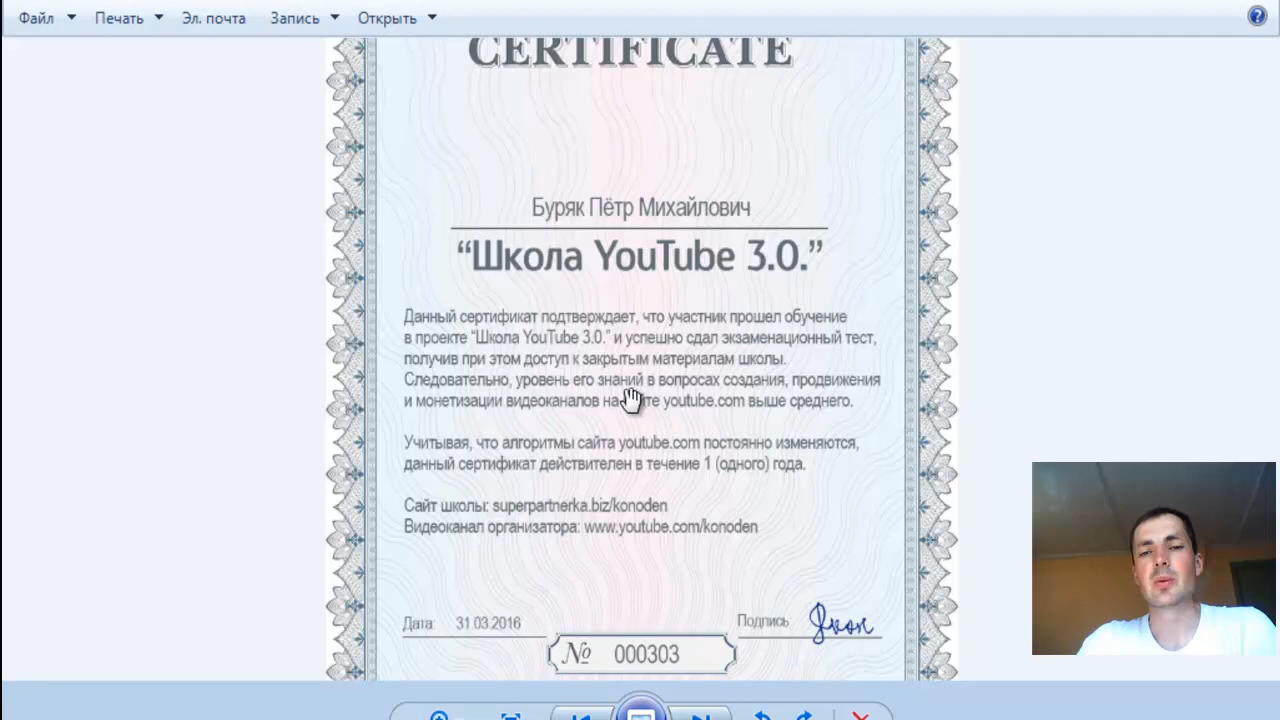 Файл Печать Эл. почта Запись Открыть
CERTIFICATE
Буряк Пётр Михайлович
“Школа YouTube 3.0.”
Данный сертификат подтверждает, что участник прошел обучение
в проекте “Школа YouTube 3.0.” и успешно сдал экзаменационный тест,
получив при этом доступ к закрытым материалам школы.
Следовательно, уровень его знаний в вопросах создания, продвижения
и монетизации видеоканалов на сайте youtube.com выше среднего.
Учитывая, что алгоритмы сайта youtube.com постоянно изменяются,
данный сертификат действителен в течение 1 (одного) года.
Сайт школы: superpartnerka.biz/konoden
Видеоканал организатора: www.youtube.com/konoden
Дата: 31.03.2016 Подпись
№ 000303